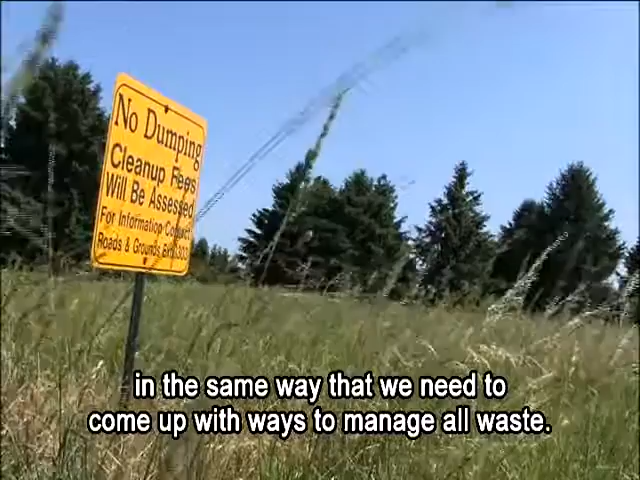 No Dumping
Cleanup Fees
Will Be Assessed
For Information Contact
Roads & Grounds
in the same way that we need to
come up with ways to manage all waste.